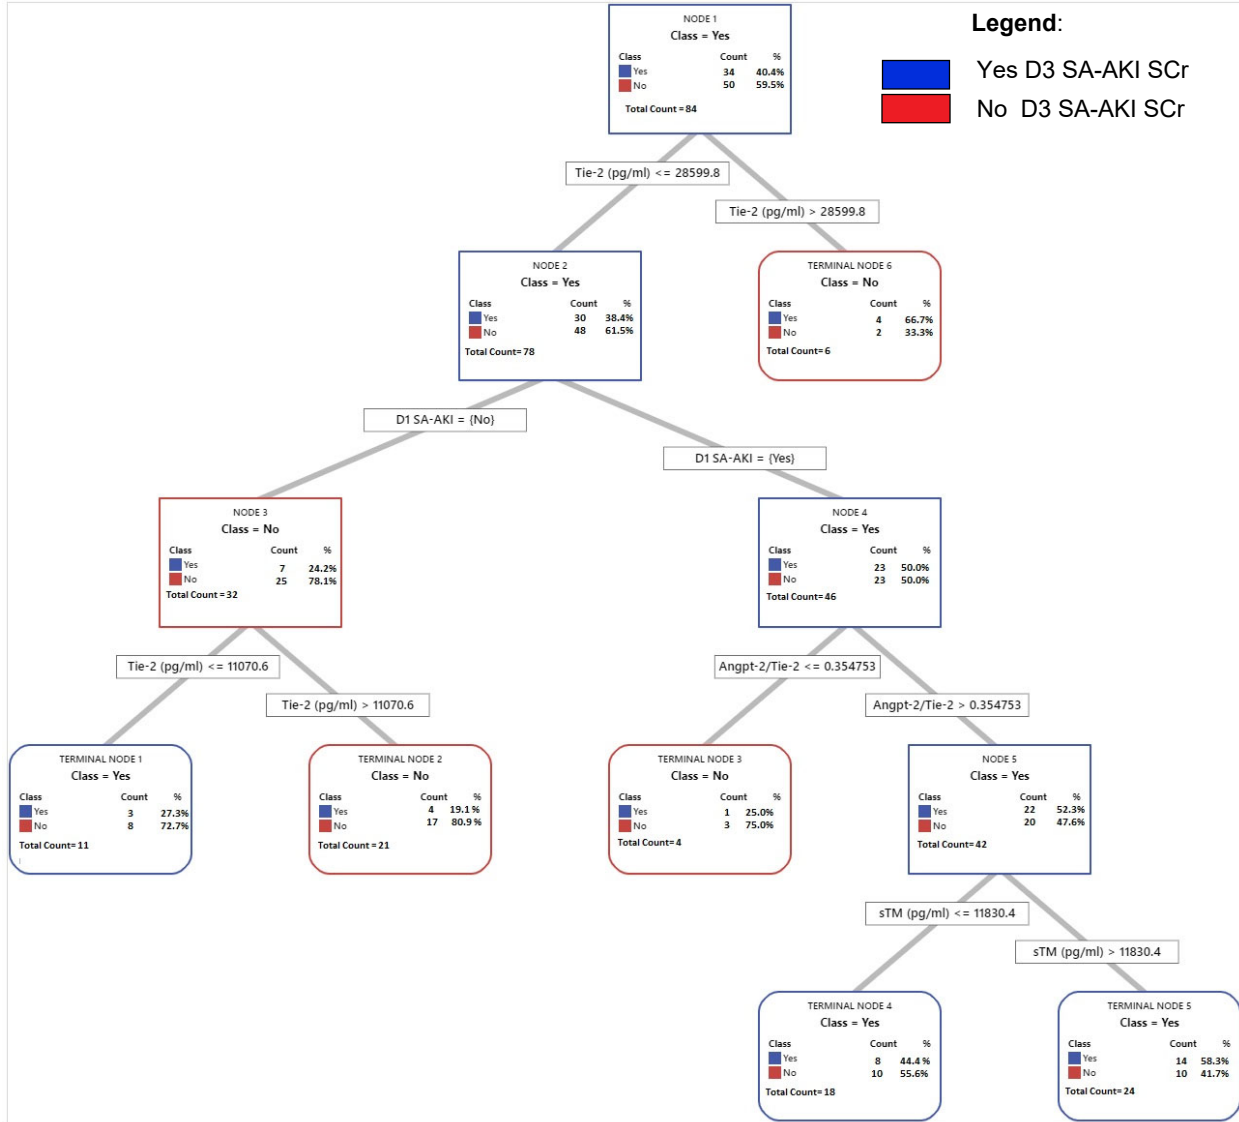 Legend:
Yes D3 SA-AKI SCr
No D3 SA-AKI SCr
NODE 1
Class = Yes
Class Count %
Yes 34 40.4%
No 50 59.5%
Total Count = 84
Tie-2 (pg/ml) <= 28599.8
Tie-2 (pg/ml) > 28599.8
NODE 2
Class = Yes
Class Count %
Yes 30 38.4%
No 48 61.5%
Total Count= 78
TERMINAL NODE 6
Class = No
Class Count %
Yes 4 66.7%
No 2 33.3%
Total Count= 6
D1 SA-AKI = {No}
D1 SA-AKI = {Yes}
NODE 3
Class = No
Class Count %
Yes 7 24.2%
No 25 78.1%
Total Count = 32
NODE 4
Class = Yes
Class Count %
Yes 23 50.0%
No 23 50.0%
Total Count= 46
Tie-2 (pg/ml) <= 11070.6
Tie-2 (pg/ml) > 11070.6
Angpt-2/Tie-2 <= 0.354753
Angpt-2/Tie-2 > 0.354753
TERMINAL NODE 1
Class = Yes
Class Count %
Yes 3 27.3%
No 8 72.7%
Total Count= 11
TERMINAL NODE 2
Class = No
Class Count %
Yes 4 19.1 %
No 17 80.9 %
Total Count = 21
TERMINAL NODE 3
Class = No
Class Count %
Yes 1 25.0%
No 3 75.0%
Total Count= 4
NODE 5
Class = Yes
Class Count %
Yes 22 52.3%
No 20 47.6%
Total Count= 42
sTM (pg/ml) <= 11830.4
sTM (pg/ml) > 11830.4
TERMINAL NODE 4
Class = Yes
Class Count %
Yes 8 44.4 %
No 10 55.6%
Total Count= 18
TERMINAL NODE 5
Class = Yes
Class Count %
Yes 14 58.3%
No 10 41.7%
Total Count= 24